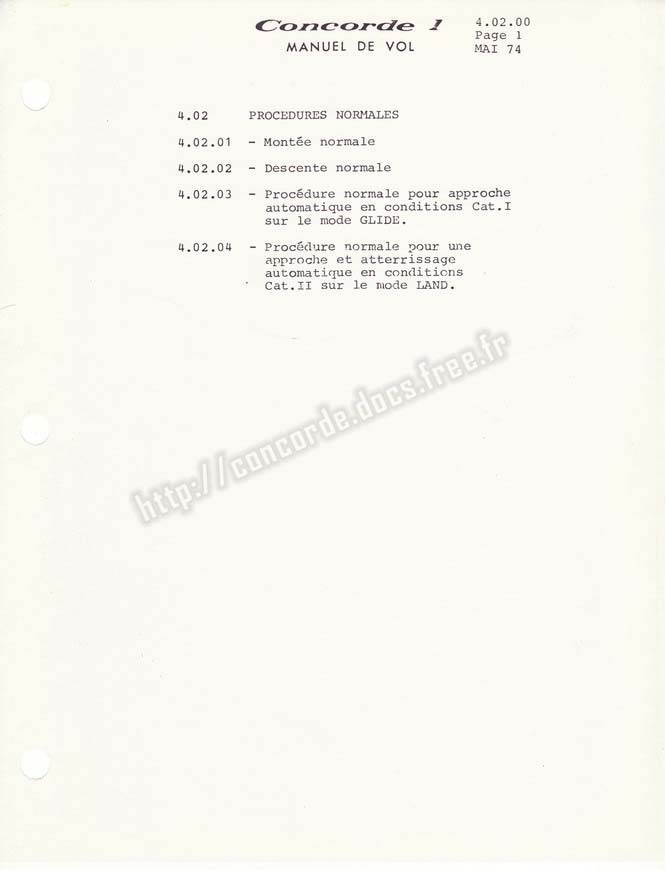 Concorde 1
MANUEL DE VOL
4.02.00
Page 1
MAI 74
4.02 PROCEDURES NORMALES
4.02.01 - Montée normale
4.02.02 - Descente normale
4.02.03 - Procédure normale pour approche
automatique en conditions Cat.I
sur le mode GLIDE.
4.02.04 - Procédure normale pour une
approche et atterrissage
automatique en conditions
Cat.II sur le mode LAND.
http://concorde.docs.free.fr